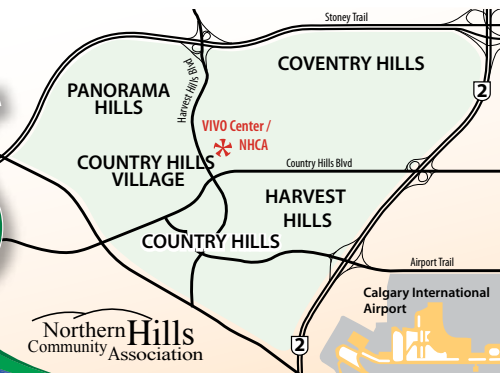 Stoney Trail
COVENTRY HILLS
2
PANORAMA
HILLS
Harvest Hills Blvd
VIVO Center /
NHCA
COUNTRY HILLS
VILLAGE
Country Hills Blvd
HARVEST
HILLS
COUNTRY HILLS
Airport Trail
Calgary International
Airport
Northern Hills
Community Association
2